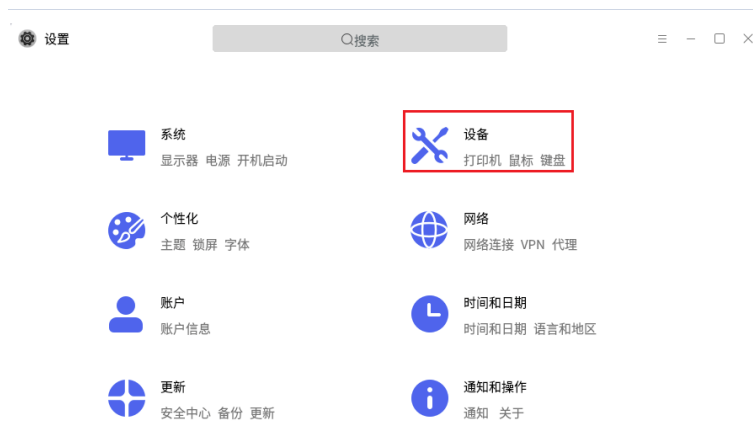 设置
搜索
系统
显示器 电源 开机启动
设备
打印机 鼠标 键盘
个性化
主题 锁屏 字体
网络
网络连接 VPN 代理
账户
账户信息
时间和日期
时间和日期 语言和地区
更新
安全中心 备份 更新
通知和操作
通知 关于